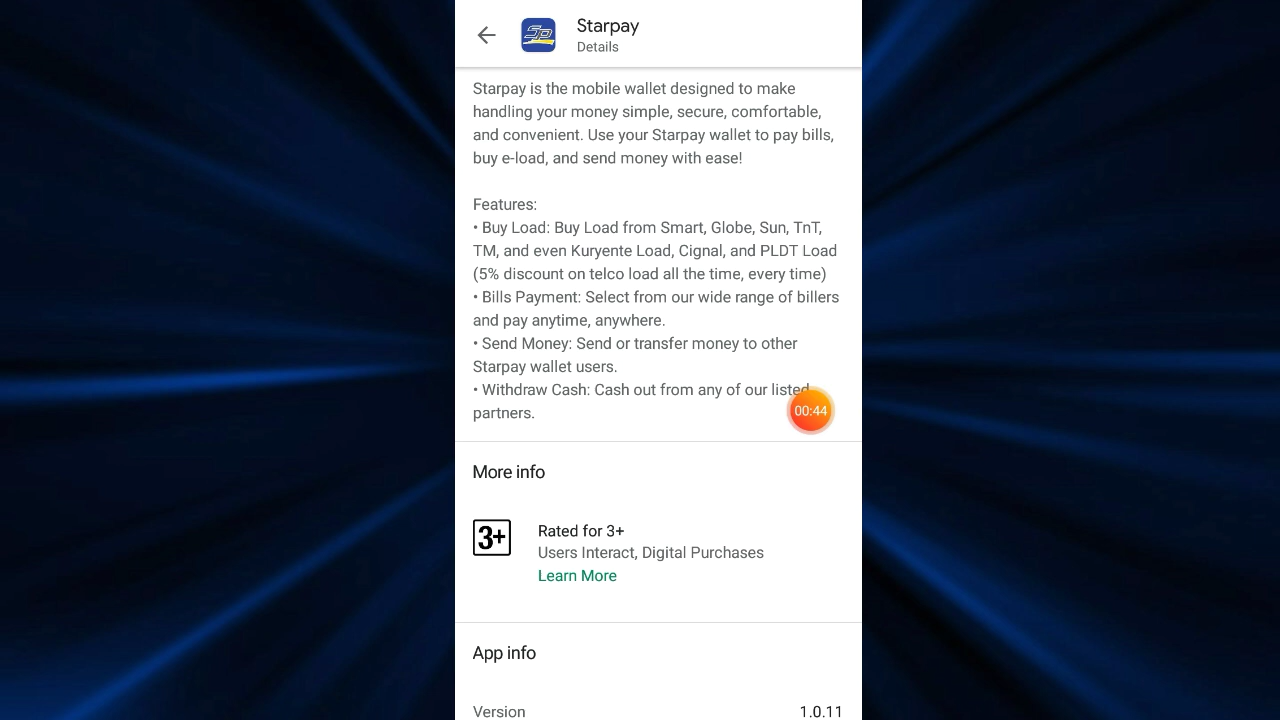 Starpay
Details
Starpay is the mobile wallet designed to make
handling your money simple, secure, comfortable,
and convenient. Use your Starpay wallet to pay bills,
buy e-load, and send money with ease!
Features:
• Buy Load: Buy Load from Smart, Globe, Sun, TnT,
TM, and even Kuryente Load, Cignal, and PLDT Load
(5% discount on telco load all the time, every time)
• Bills Payment: Select from our wide range of billers
and pay anytime, anywhere.
• Send Money: Send or transfer money to other
Starpay wallet users.
• Withdraw Cash: Cash out from any of our listed
partners.
00:44
More info
3+
Rated for 3+
Users Interact, Digital Purchases
Learn More
App info
Version 1.0.11